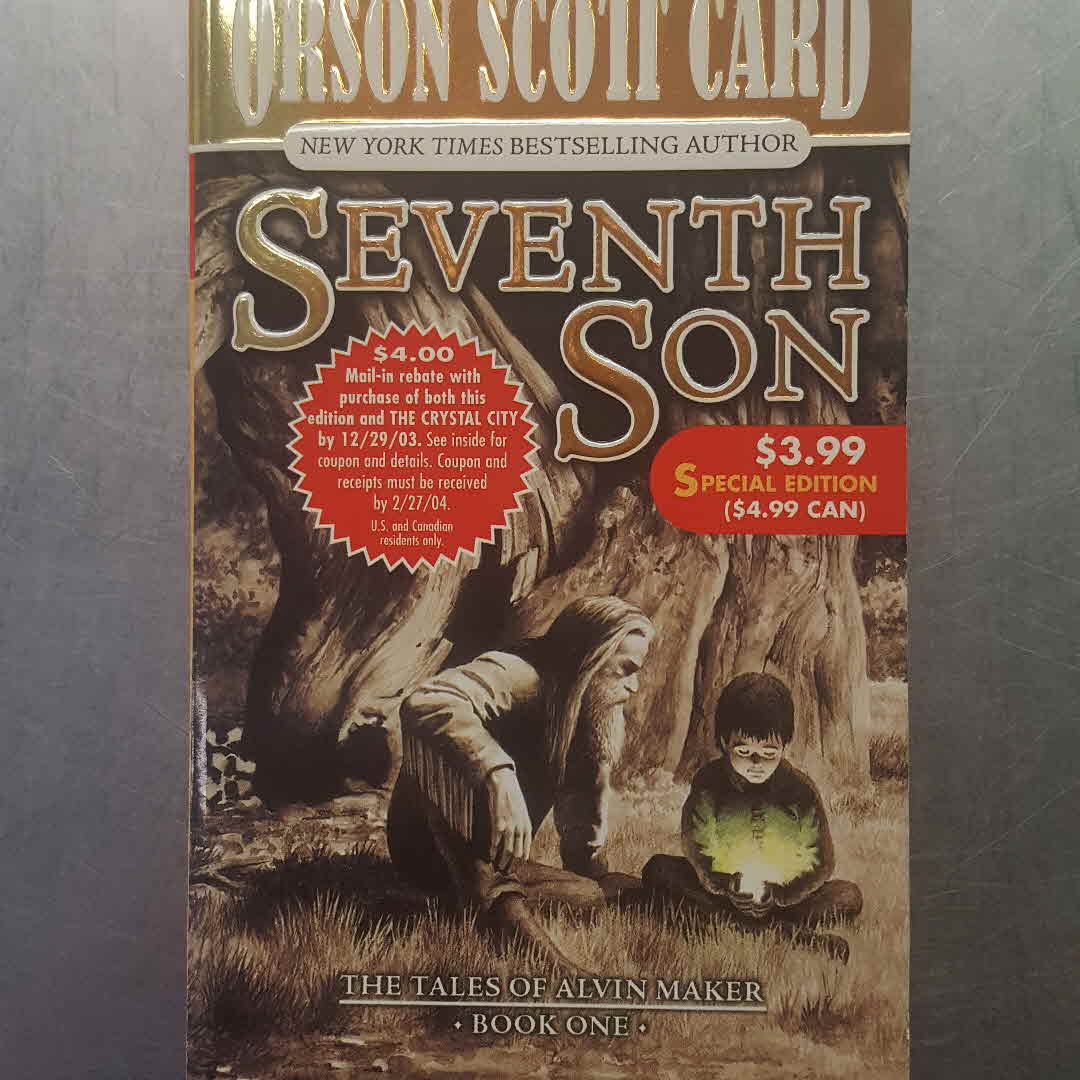 ORSON SCOTT CARD
NEW YORK TIMES BESTSELLING AUTHOR
SEVENTH
SON
$4.00
Mail-in rebate with
purchase of both this
edition and THE CRYSTAL CITY
by 12/29/03. See inside for
coupon and details. Coupon and
receipts must be received
by 2/27/04.
U.S. and Canadian
residents only.
$3.99
SPECIAL EDITION
($4.99 CAN)
THE TALES OF ALVIN MAKER
• BOOK ONE •